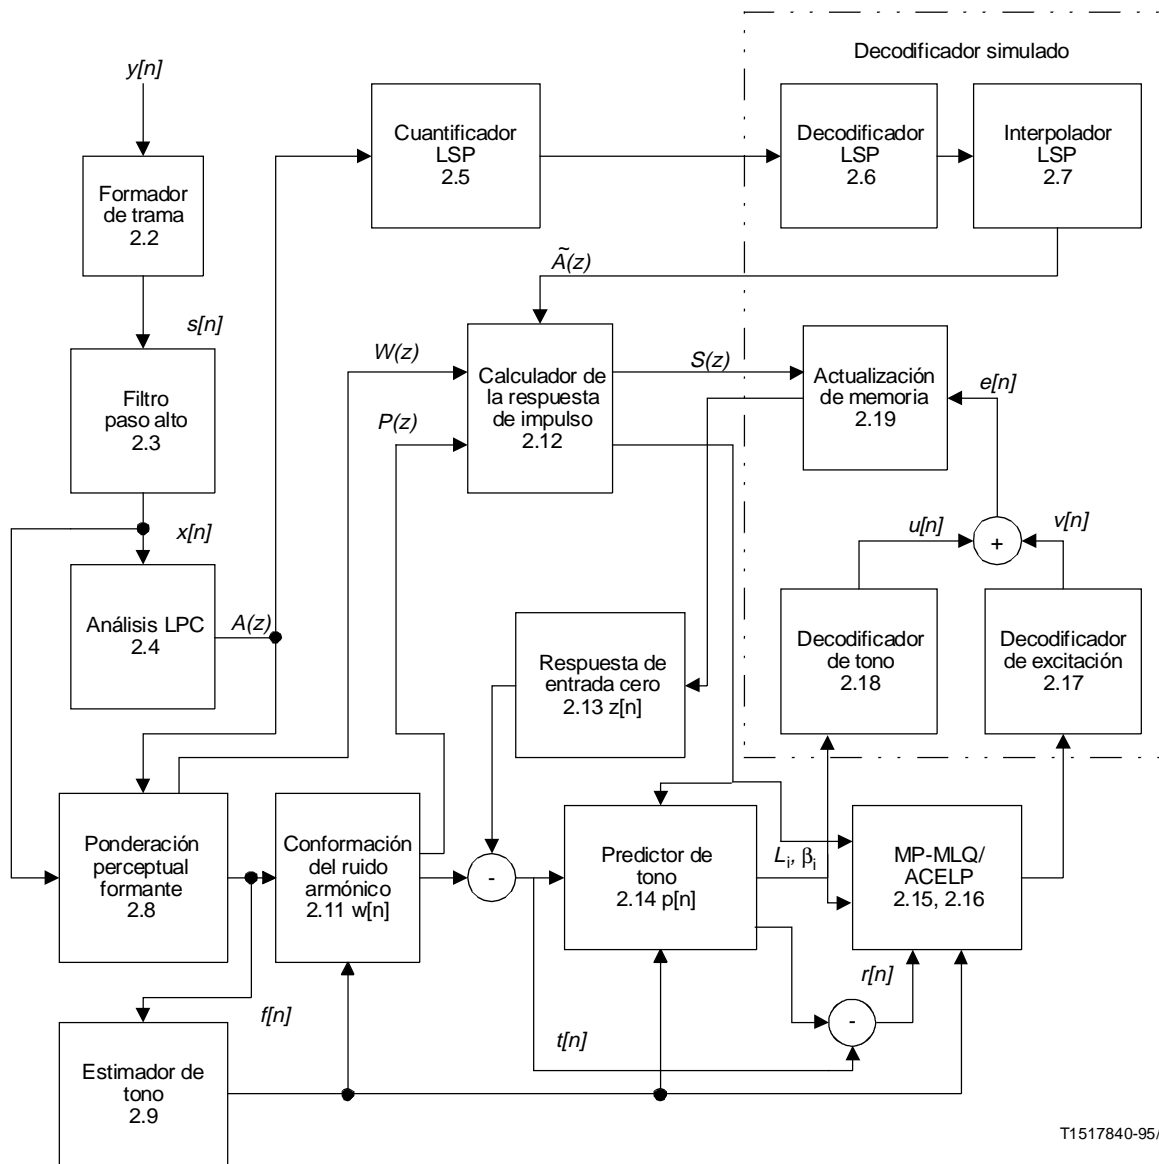 Decodificador simulado
y[n]
Formador
de trama
2.2
Cuantificador
LSP
2.5
Decodificador
LSP
2.6
Interpolador
LSP
2.7
Ã(z)
s[n]
Filtro
paso alto
2.3
W(z)
P(z)
Calculador de
la respuesta
de impulso
2.12
S(z)
Actualización
de memoria
2.19
e[n]
x[n]
u[n]
+
v[n]
Análisis LPC
2.4
A(z)
Respuesta de
entrada cero
2.13 z[n]
Decodificador
de tono
2.18
Decodificador
de excitación
2.17
Ponderación
perceptual
formante
2.8
Conformación
del ruido
armónico
2.11 w[n]
-
Predictor de
tono
2.14 p[n]
Li, βi
MP-MLQ/
ACELP
2.15, 2.16
r[n]
f[n]
t[n]
-
Estimador de
tono
2.9
T1517840-95/